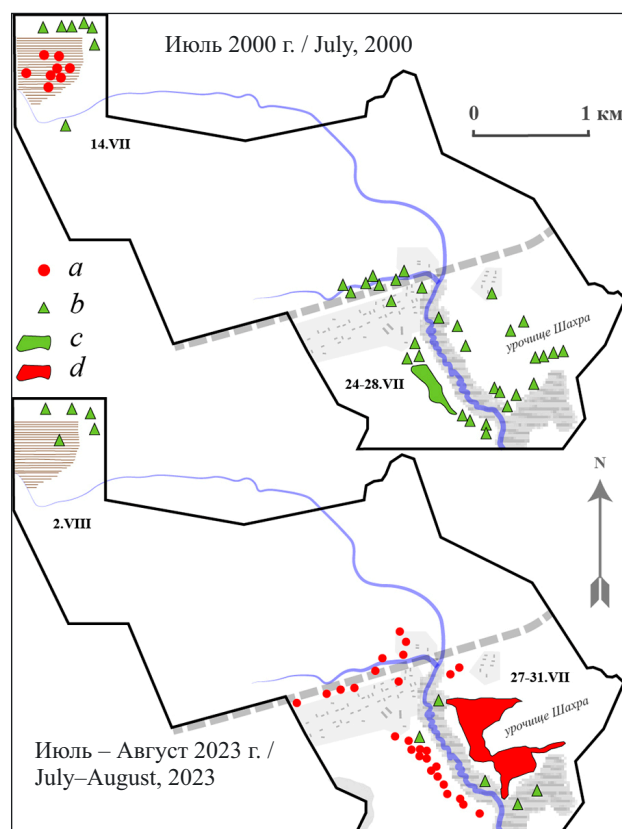 Июль 2000 г. / July, 2000
0 1 км
14.VII
a
b
урочище Шахра
c
d
24-28.VII
2.VIII
N
27-31.VII
урочище Шахра
Июль – Август 2023 г. /
July–August, 2023